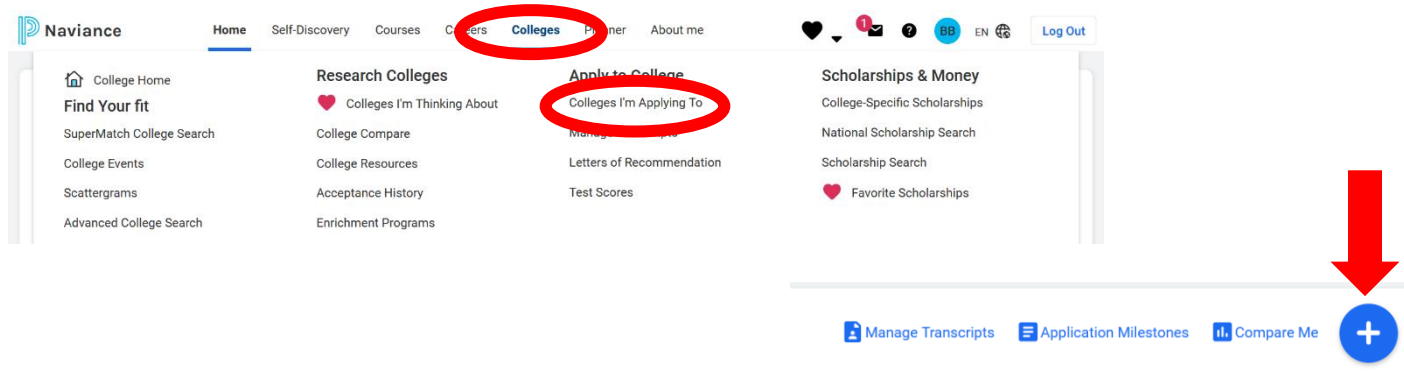 Naviance Home Self-Discovery Courses Colleges About me 1 ? BB EN Log Out
College Home
Find Your fit
SuperMatch College Search
College Events
Scattergrams
Advanced College Search
Research Colleges
Colleges I'm Thinking About
College Compare
College Resources
Acceptance History
Enrichment Programs
Apply to College
Colleges I'm Applying To
Letters of Recommendation
Test Scores
Scholarships & Money
College-Specific Scholarships
National Scholarship Search
Scholarship Search
Favorite Scholarships
Manage Transcripts Application Milestones Compare Me +